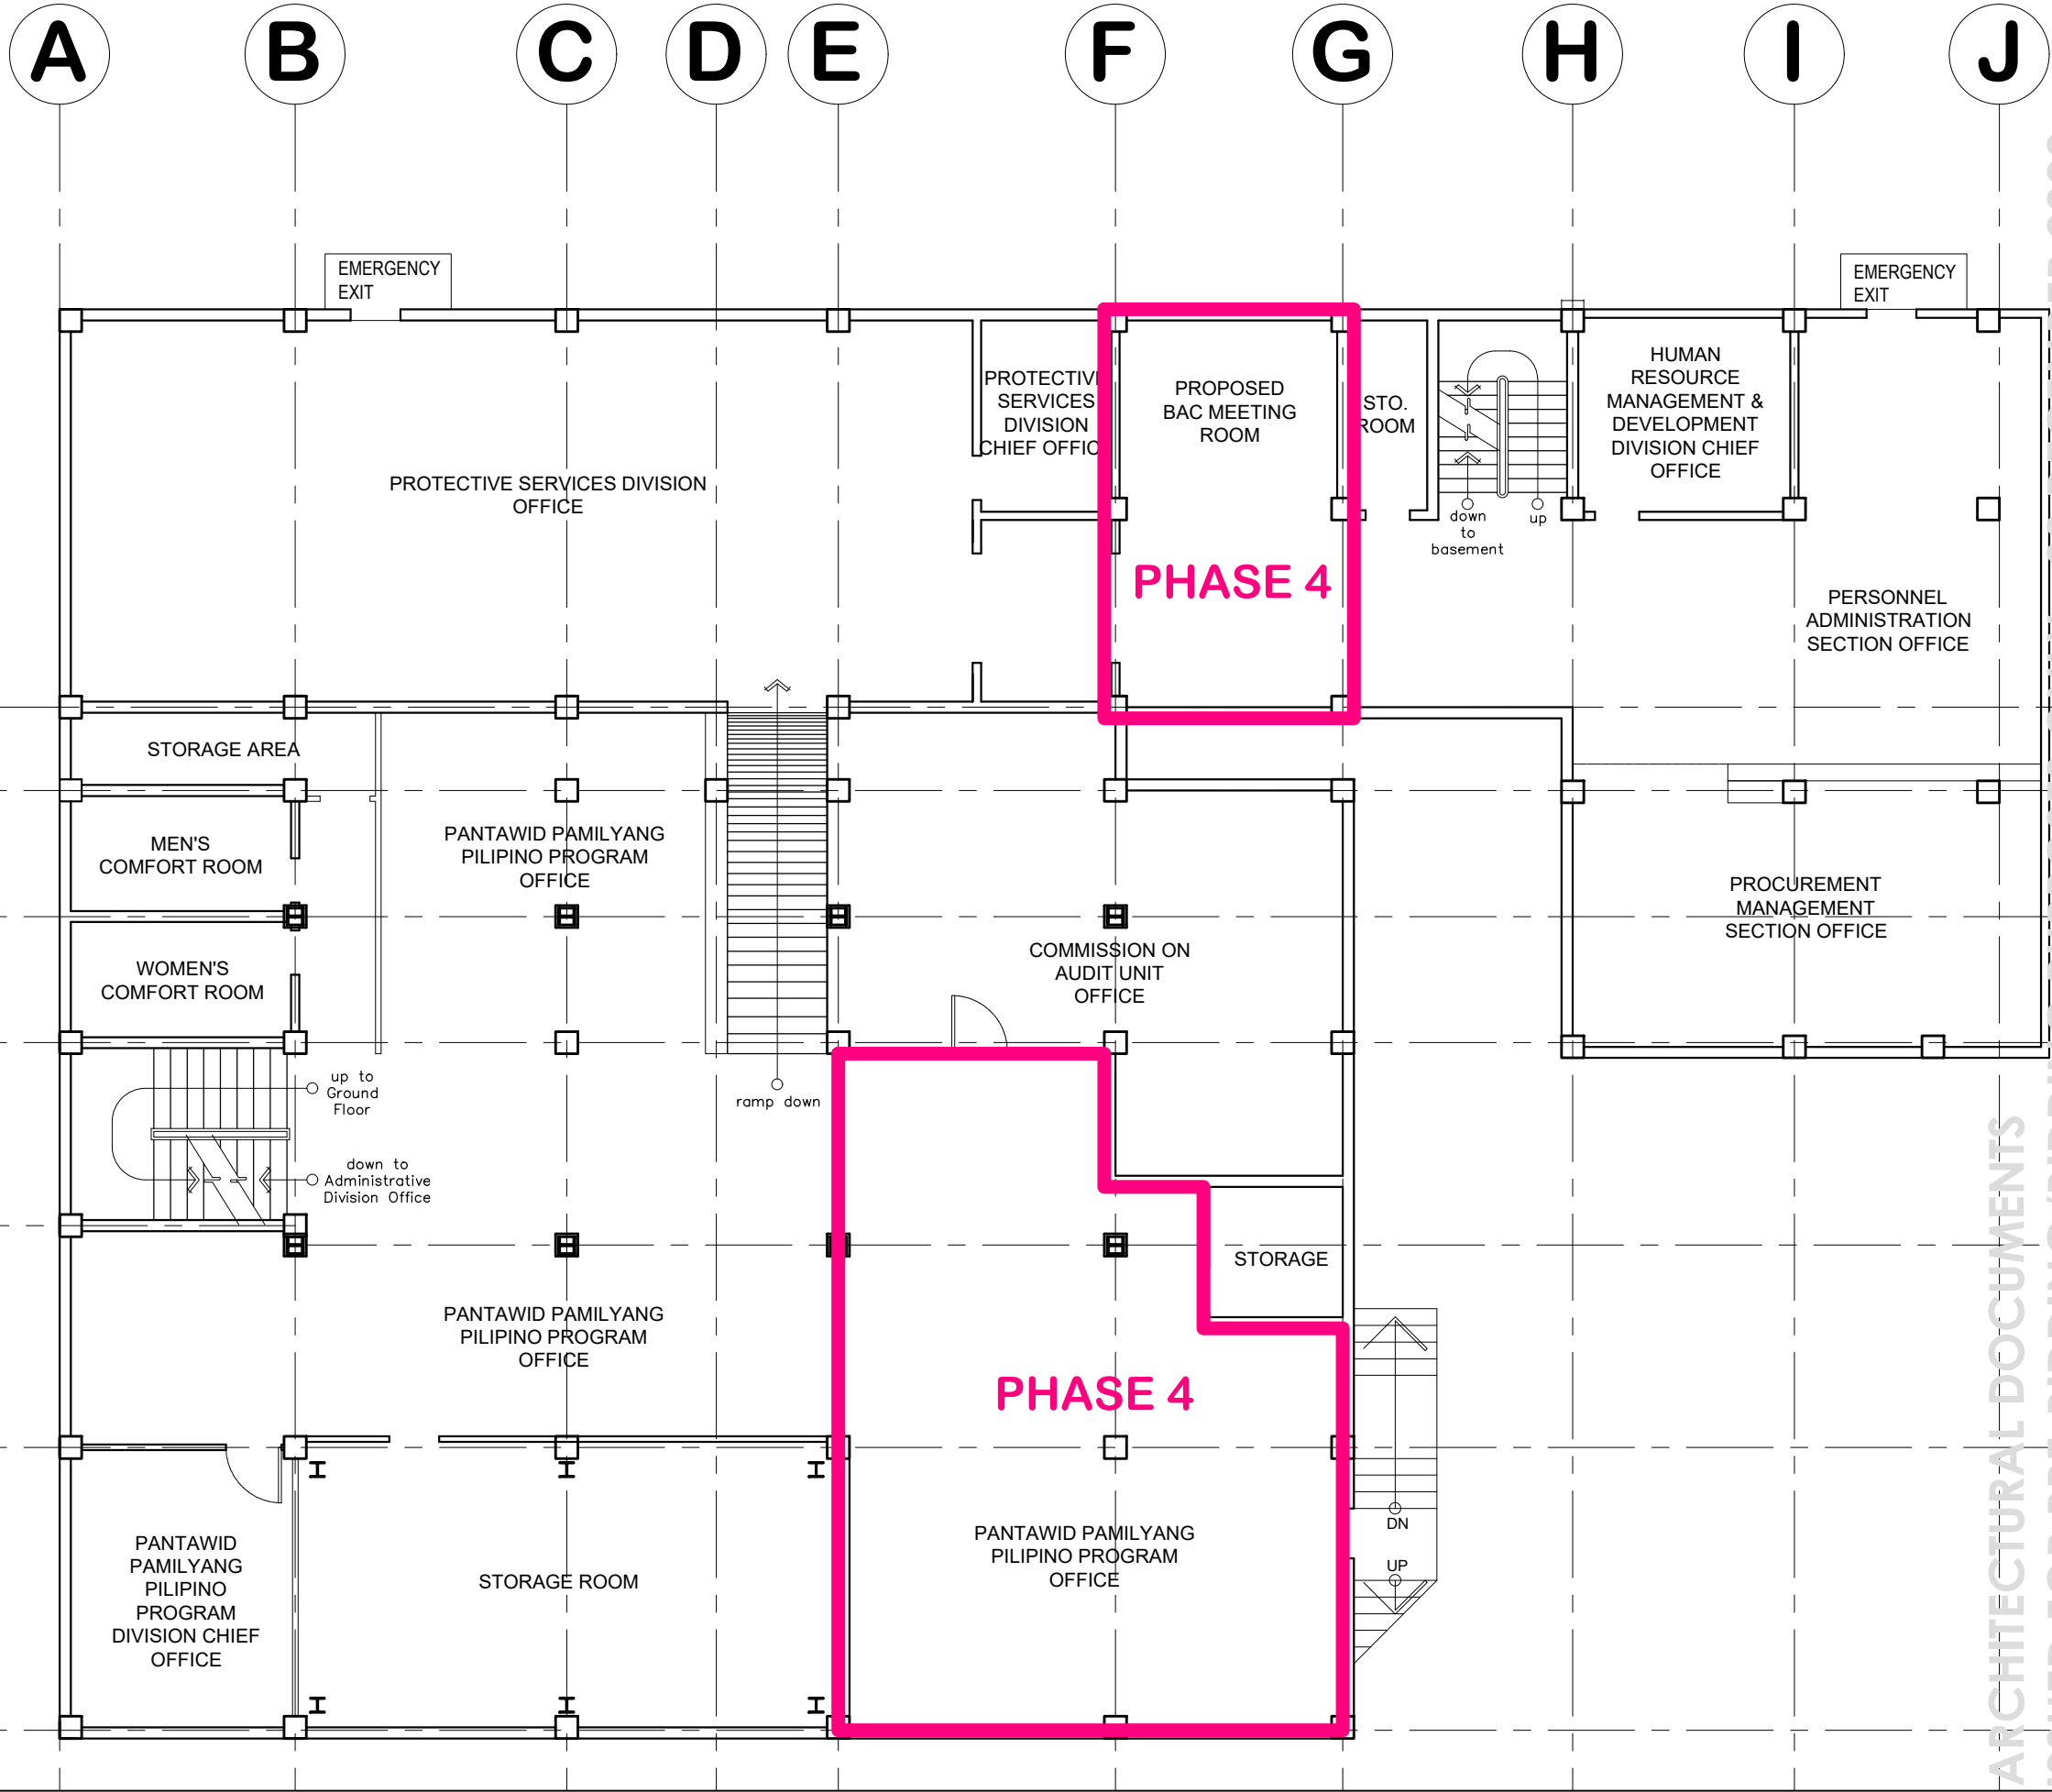 A B C D E F G H I J
EMERGENCY
EXIT
EMERGENCY
EXIT
PROTECTIVE SERVICES DIVISION
OFFICE
PROTECTIVE
SERVICES
DIVISION
CHIEF OFFICE
PROPOSED
BAC MEETING
ROOM
PHASE 4
STO.
ROOM
down
to
basement
up
HUMAN
RESOURCE
MANAGEMENT &
DEVELOPMENT
DIVISION CHIEF
OFFICE
PERSONNEL
ADMINISTRATION
SECTION OFFICE
STORAGE AREA
MEN'S
COMFORT ROOM
WOMEN'S
COMFORT ROOM
PANTAWID PAMILYANG
PILIPINO PROGRAM
OFFICE
ramp down
COMMISSION ON
AUDIT UNIT
OFFICE
PROCUREMENT
MANAGEMENT
SECTION OFFICE
up to
Ground
Floor
down to
Administrative
Division Office
PANTAWID PAMILYANG
PILIPINO PROGRAM
OFFICE
STORAGE
PHASE 4
PANTAWID
PAMILYANG
PILIPINO
PROGRAM
DIVISION CHIEF
OFFICE
STORAGE ROOM
PANTAWID PAMILYANG
PILIPINO PROGRAM
OFFICE
DN
UP
ARCHITECTURAL DOCUMENTS